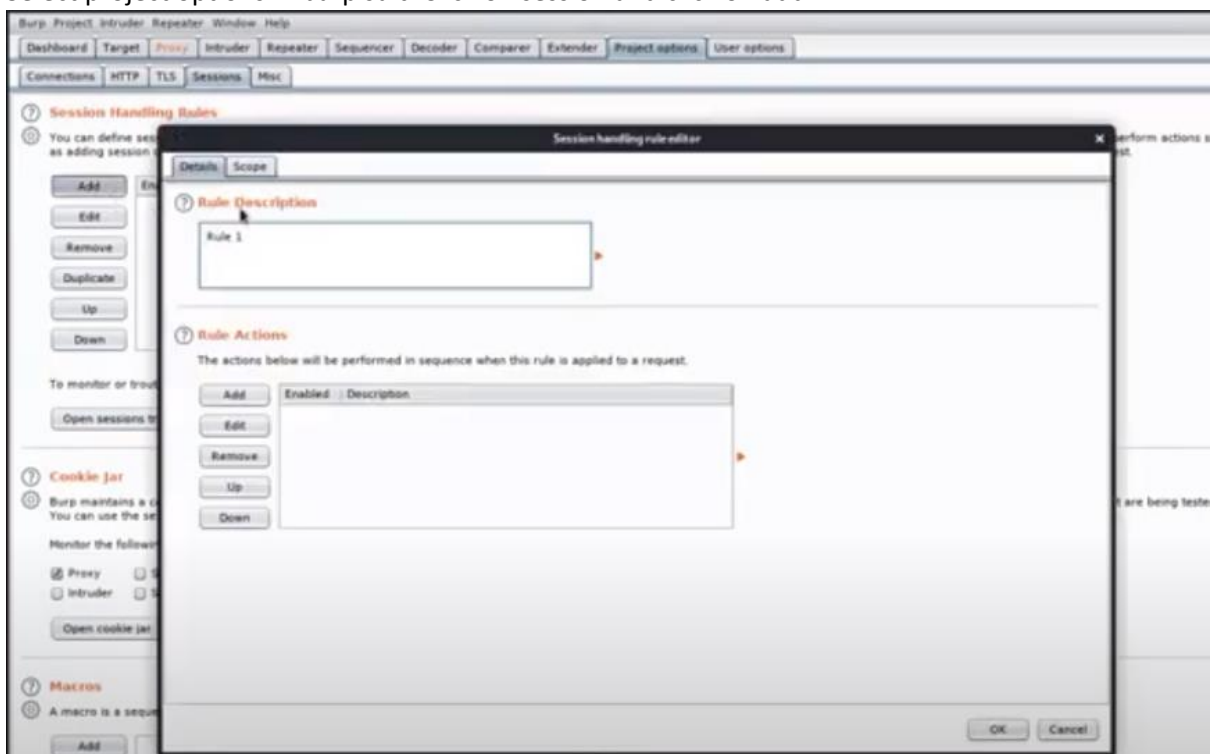 Burp Project Intruder Repeater Window Help
Dashboard Target Proxy Intruder Repeater Sequencer Decoder Comparer Extender Project options User options
Connections HTTP TLS Sessions Misc
Session Handling Rules
You can define ses
erform actions s
as adding session
Session handling rule editor
Details Scope
Add
Edit
Remove
Duplicate
Up
Down
Rule Description
Rule 1
Rule Actions
The actions below will be performed in sequence when this rule is applied to a request.
Add Enabled Description
Edit
Remove
Up
Down
To monitor or troub
Open sessions tr
Cookie Jar
Burp maintains a c
t are being teste
You can use the se
Monitor the followin
Proxy
Intruder
Open cookie jar
Macros
A macro is a seque
Add
OK Cancel